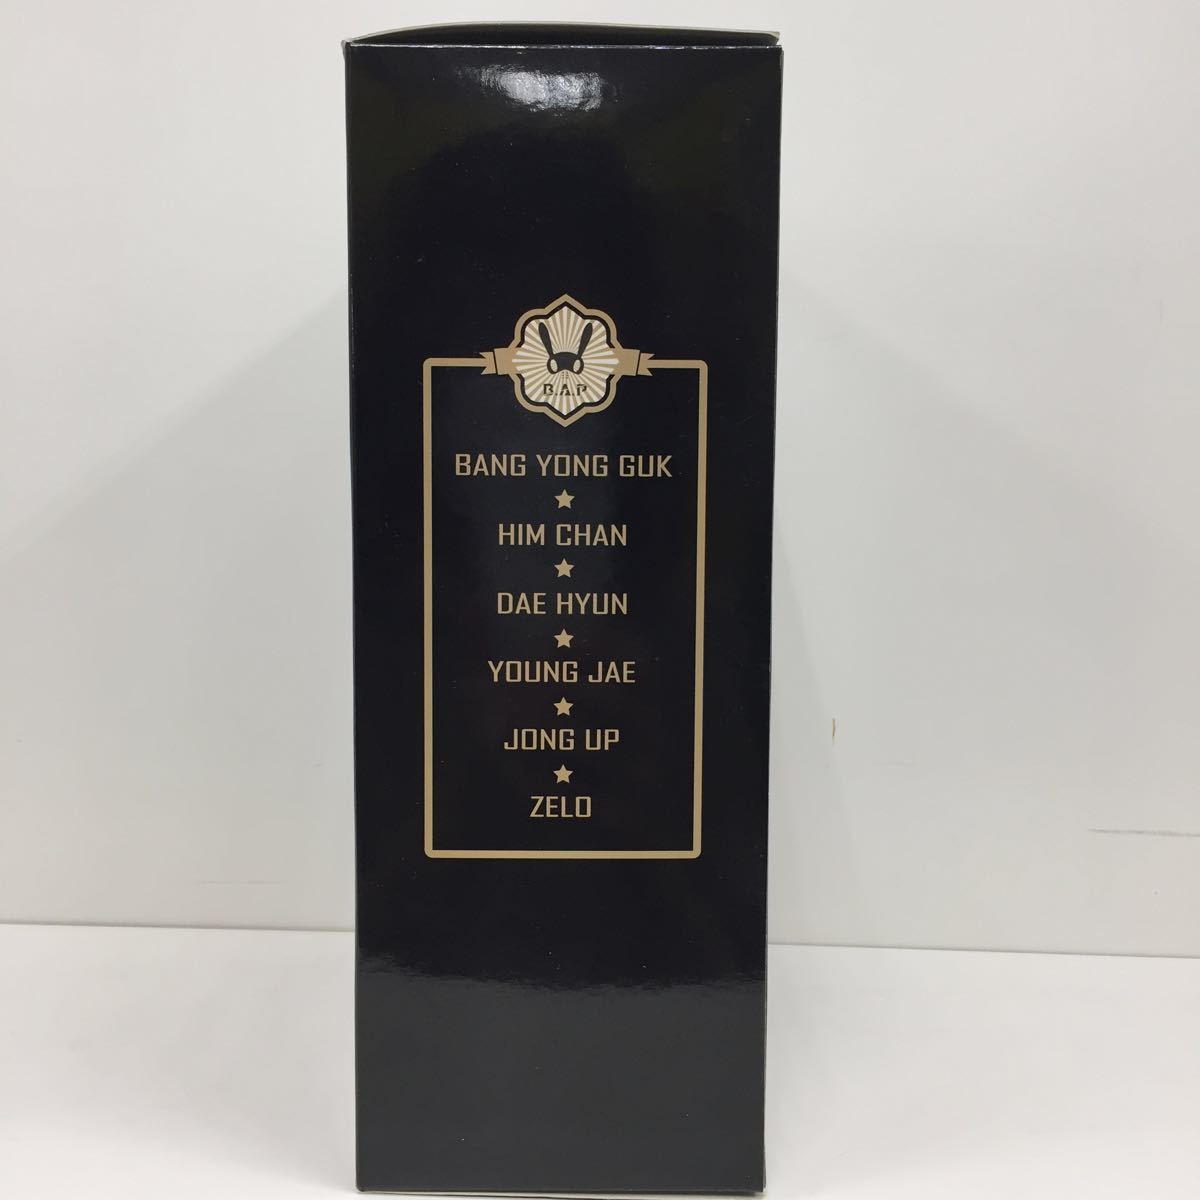 B.A.P
BANG YONG GUK
HIM CHAN
DAE HYUN
YOUNG JAE
JONG UP
ZELO